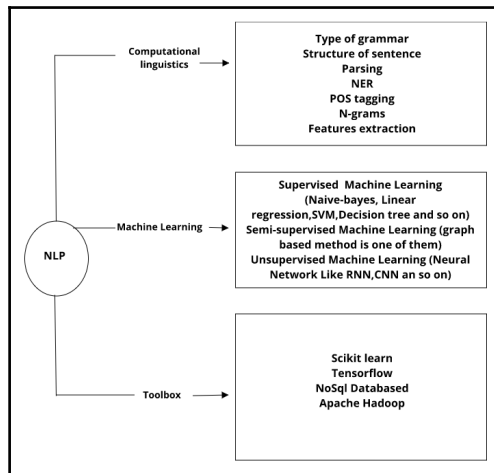 NLP
Computational
linguistics
Type of grammar
Structure of sentence
Parsing
NER
POS tagging
N-grams
Features extraction
Machine Learning
Supervised Machine Learning
(Naive-bayes, Linear
regression,SVM,Decision tree and so on)
Semi-supervised Machine Learning (graph
based method is one of them)
Unsupervised Machine Learning (Neural
Network Like RNN,CNN an so on)
Toolbox
Scikit learn
Tensorflow
NoSql Databased
Apache Hadoop